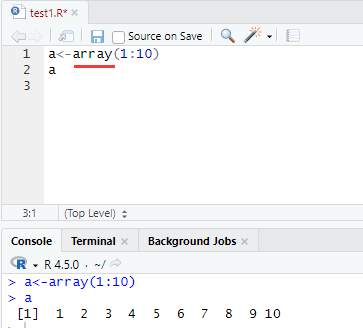 test1.R*
Source on Save
1 a<-array(1:10)
2 a
3
3:1 (Top Level)
Console Terminal Background Jobs
R 4.5.0 · ~/
> a<-array(1:10)
> a
[1] 1 2 3 4 5 6 7 8 9 10
>